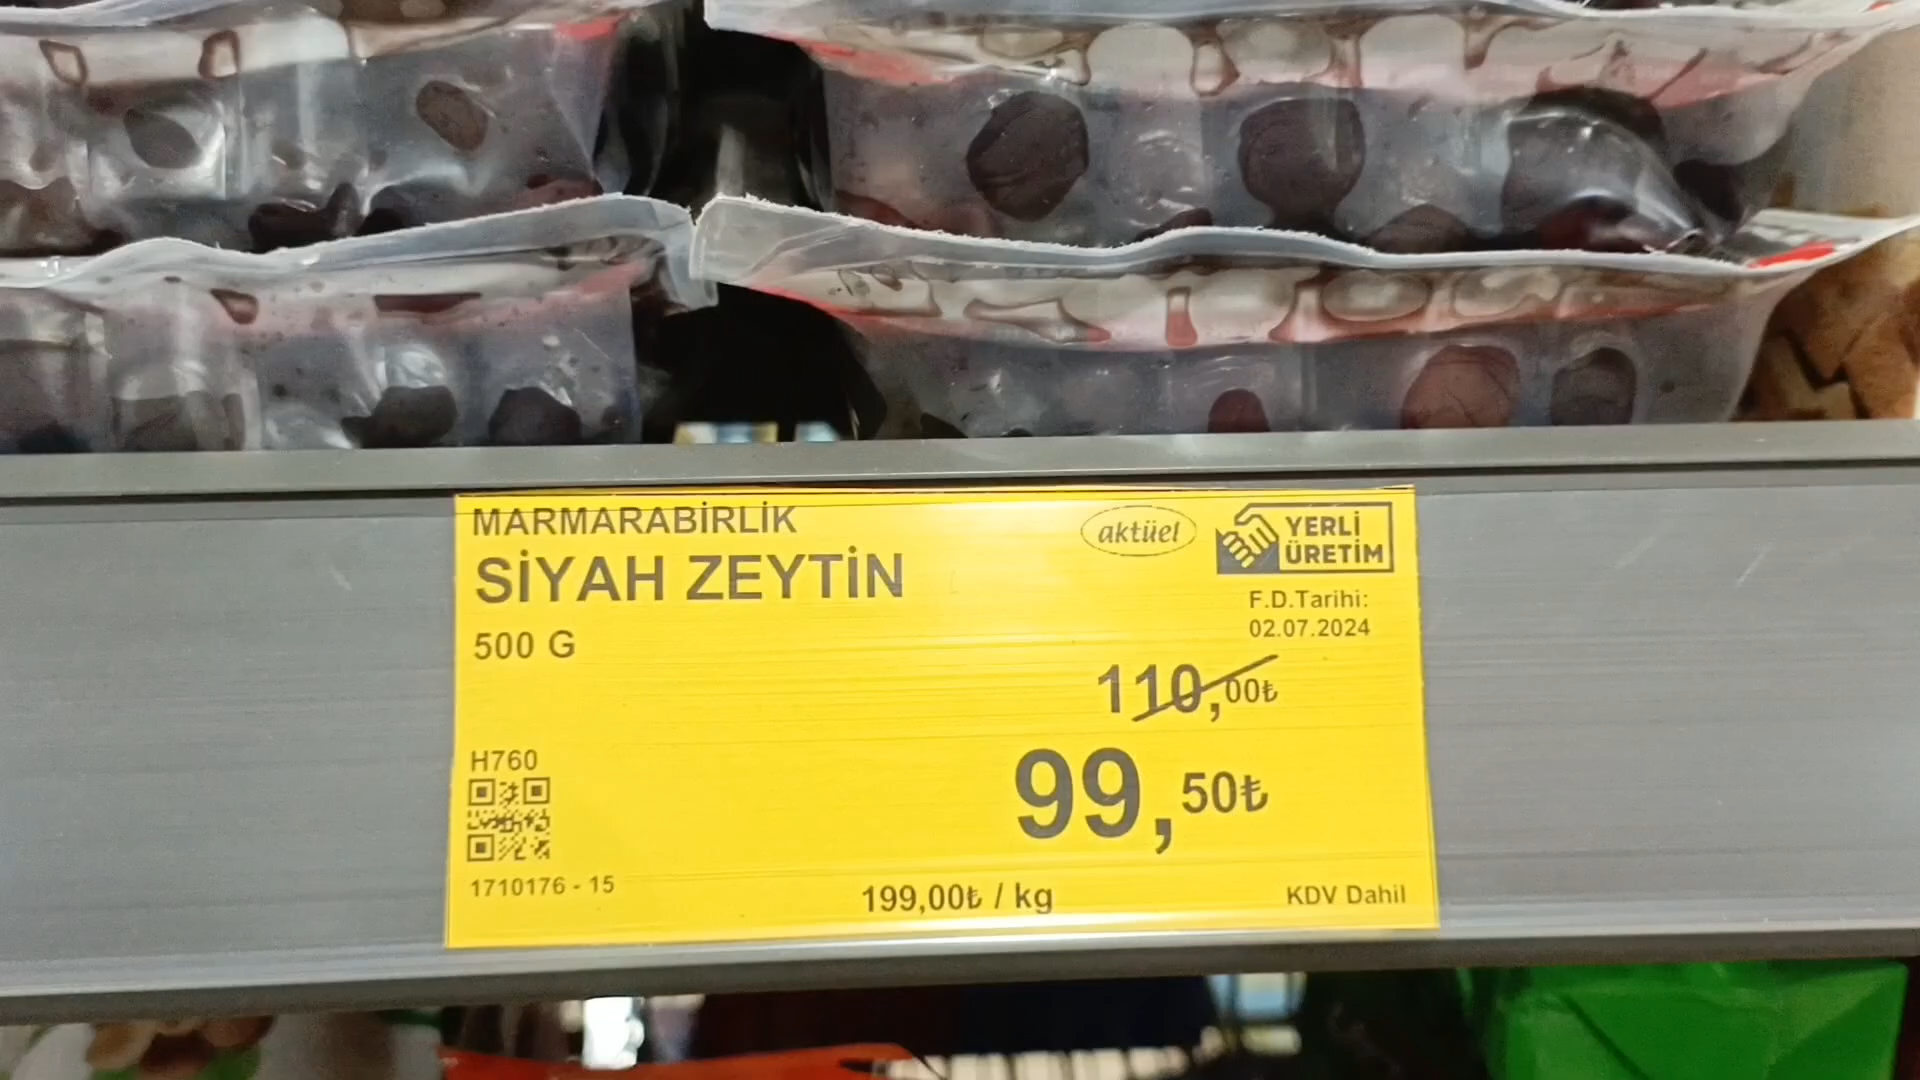 MARMARABİRLİK
SİYAH ZEYTİN
500 G
aktüel
YERLİ
ÜRETİM
F.D.Tarihi:
02.07.2024
110,00₺
99,50₺
H760
1710176 - 15
199,00₺ / kg
KDV Dahil